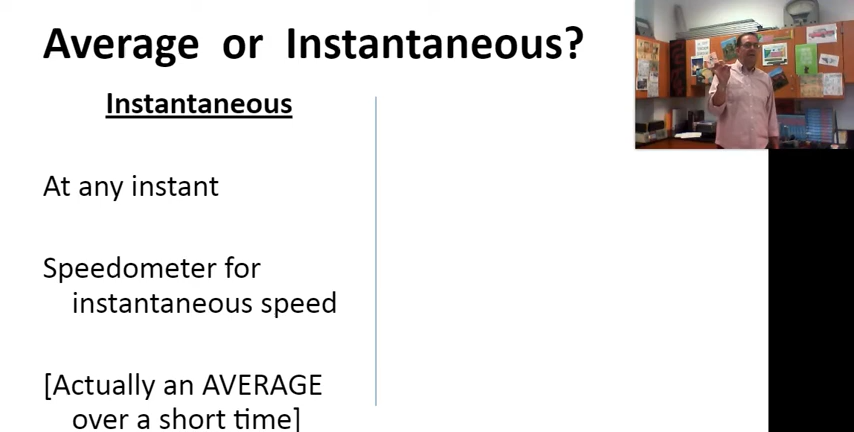 Average or Instantaneous?
Instantaneous
At any instant
Speedometer for
instantaneous speed
[Actually an AVERAGE
over a short time]